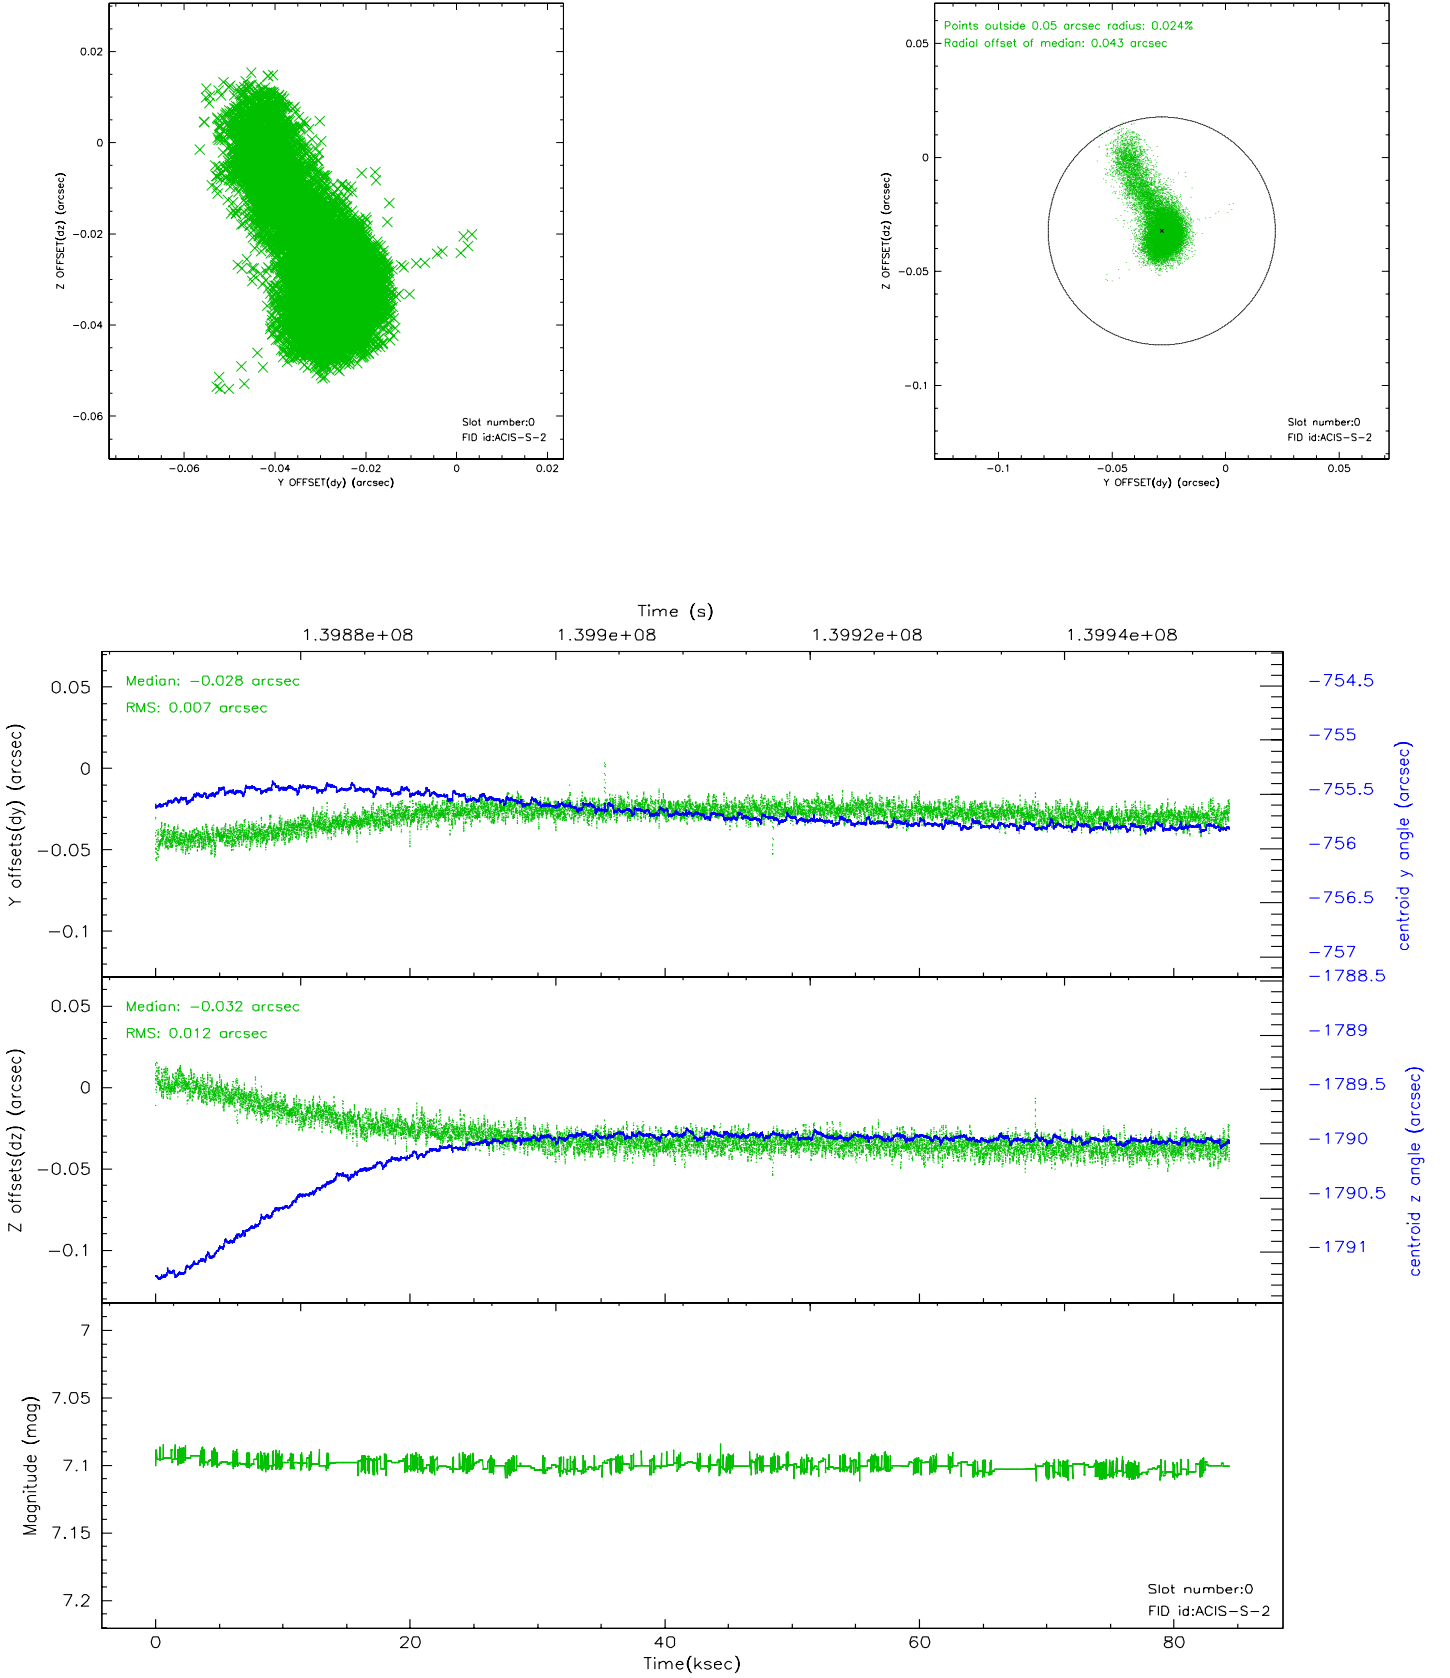 0.02
0
−0.02
−0.04
−0.06
Z OFFSET(dz) (arcsec)
Slot number:0
FID id:ACIS−S−2
−0.06 −0.04 −0.02 0 0.02
Y OFFSET(dy) (arcsec)
Points outside 0.05 arcsec radius: 0.024%
Radial offset of median: 0.043 arcsec
0.05
0
−0.05
−0.1
Z OFFSET(dz) (arcsec)
Slot number:0
FID id:ACIS−S−2
−0.1 −0.05 0 0.05
Y OFFSET(dy) (arcsec)
Time (s)
1.3988e+08 1.399e+08 1.3992e+08 1.3994e+08
Median: −0.028 arcsec
RMS: 0.007 arcsec
0.05
0
−0.05
−0.1
Y offsets(dy) (arcsec)
−754.5
−755
−755.5
−756
−756.5
−757
centroid y angle (arcsec)
Median: −0.032 arcsec
RMS: 0.012 arcsec
0.05
0
−0.05
−0.1
Z offsets(dz) (arcsec)
−1788.5
−1789
−1789.5
−1790
−1790.5
−1791
centroid z angle (arcsec)
7
7.05
7.1
7.15
7.2
Magnitude (mag)
Slot number:0
FID id:ACIS−S−2
0 20 40 60 80
Time(ksec)